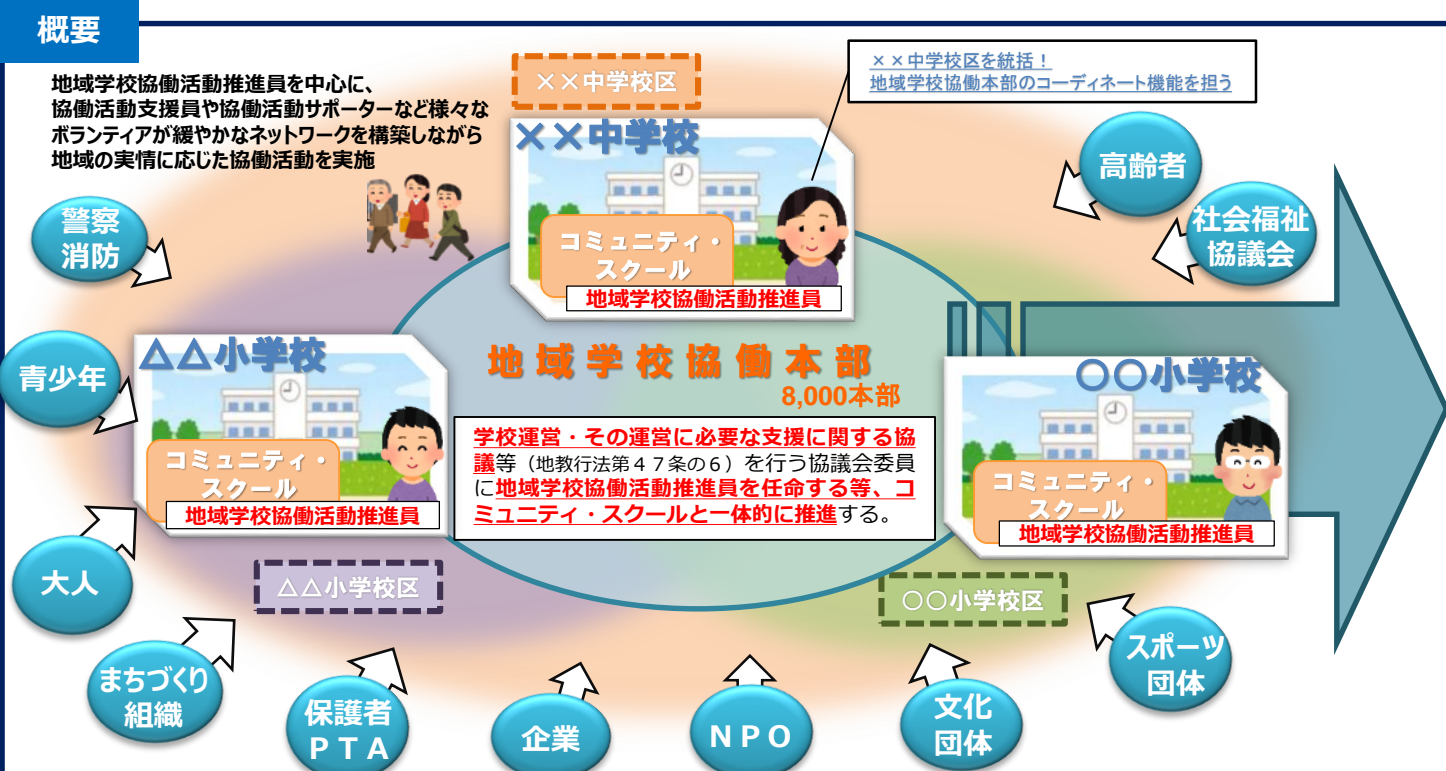 概要
地域学校協働活動推進員を中心に、
協働活動支援員や協働活動サポーターなど様々な
ボランティアが緩やかなネットワークを構築しながら
地域の実情に応じた協働活動を実施
××中学校区
××中学校区を統括！
地域学校協働本部のコーディネート機能を担う
××中学校
コミュニティ・
スクール
地域学校協働活動推進員
高齢者
社会福祉
協議会
警察
消防
青少年
△△小学校
コミュニティ・
スクール
地域学校協働活動推進員
地域学校協働本部
8,000本部
学校運営・その運営に必要な支援に関する協
議等（地教行法第４７条の6）を行う協議会委員
に地域学校協働活動推進員を任命する等、コ
ミュニティ・スクールと一体的に推進する。
〇〇小学校
コミュニティ・
スクール
地域学校協働活動推進員
大人
△△小学校区
〇〇小学校区
まちづくり
組織
保護者
ＰＴＡ
企業
ＮＰＯ
文化
団体
スポーツ
団体